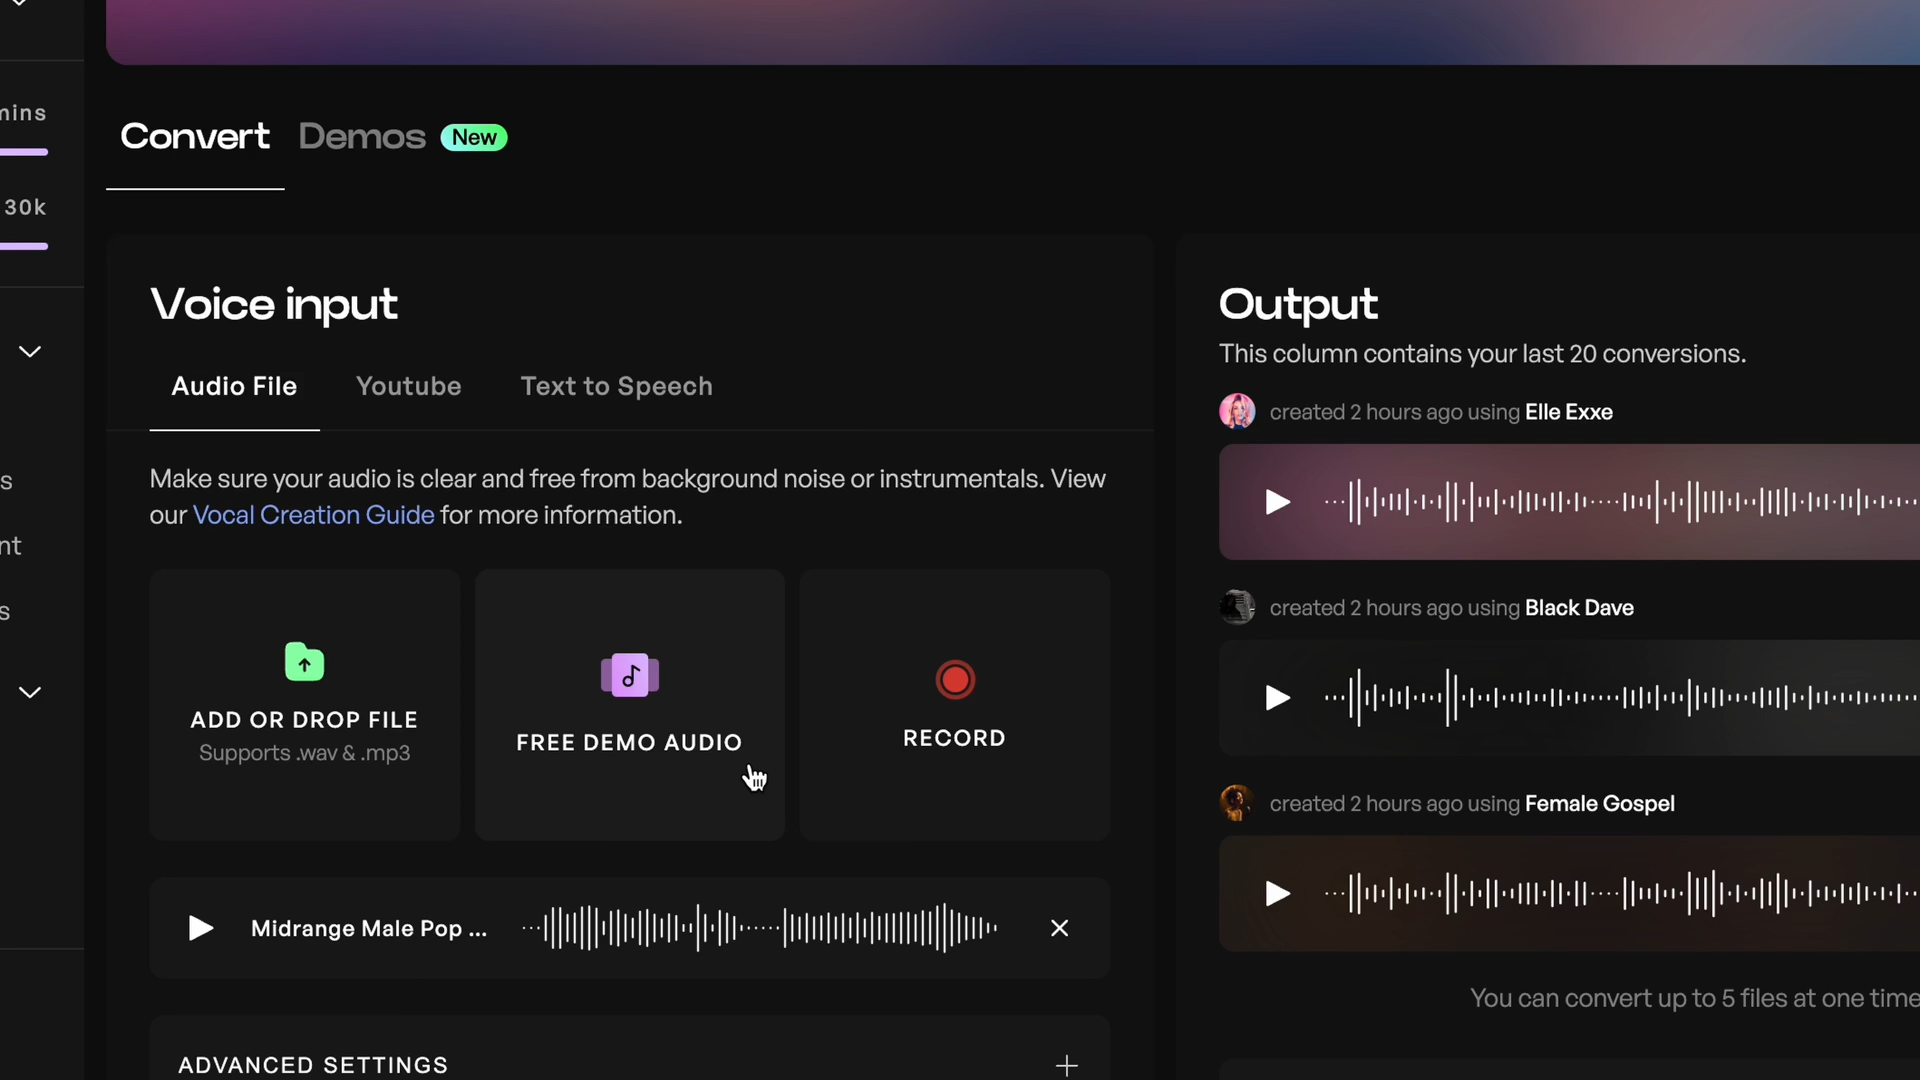 mins
30k
s
nt
s
Convert Demos New
Voice input
Audio File Youtube Text to Speech
Make sure your audio is clear and free from background noise or instrumentals. View
our Vocal Creation Guide for more information.
ADD OR DROP FILE
Supports .wav & .mp3
FREE DEMO AUDIO
RECORD
Midrange Male Pop ...
ADVANCED SETTINGS
Output
This column contains your last 20 conversions.
created 2 hours ago using Elle Exxe
created 2 hours ago using Black Dave
created 2 hours ago using Female Gospel
You can convert up to 5 files at one time